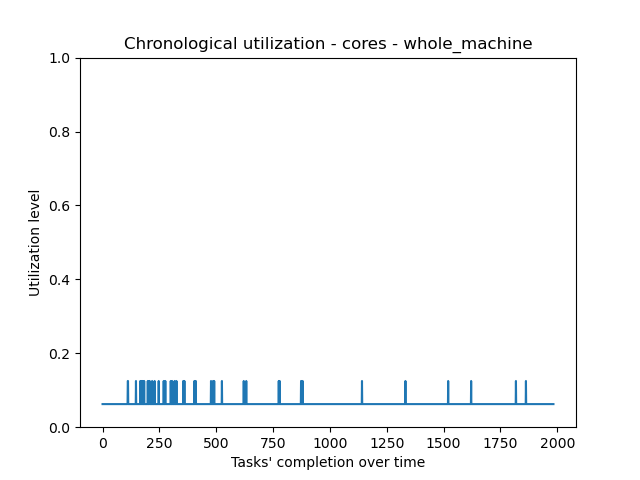 Chronological utilization - cores - whole_machine
1.0
0.8
0.6
0.4
0.2
0.0
Utilization level
0 250 500 750 1000 1250 1500 1750 2000
Tasks' completion over time